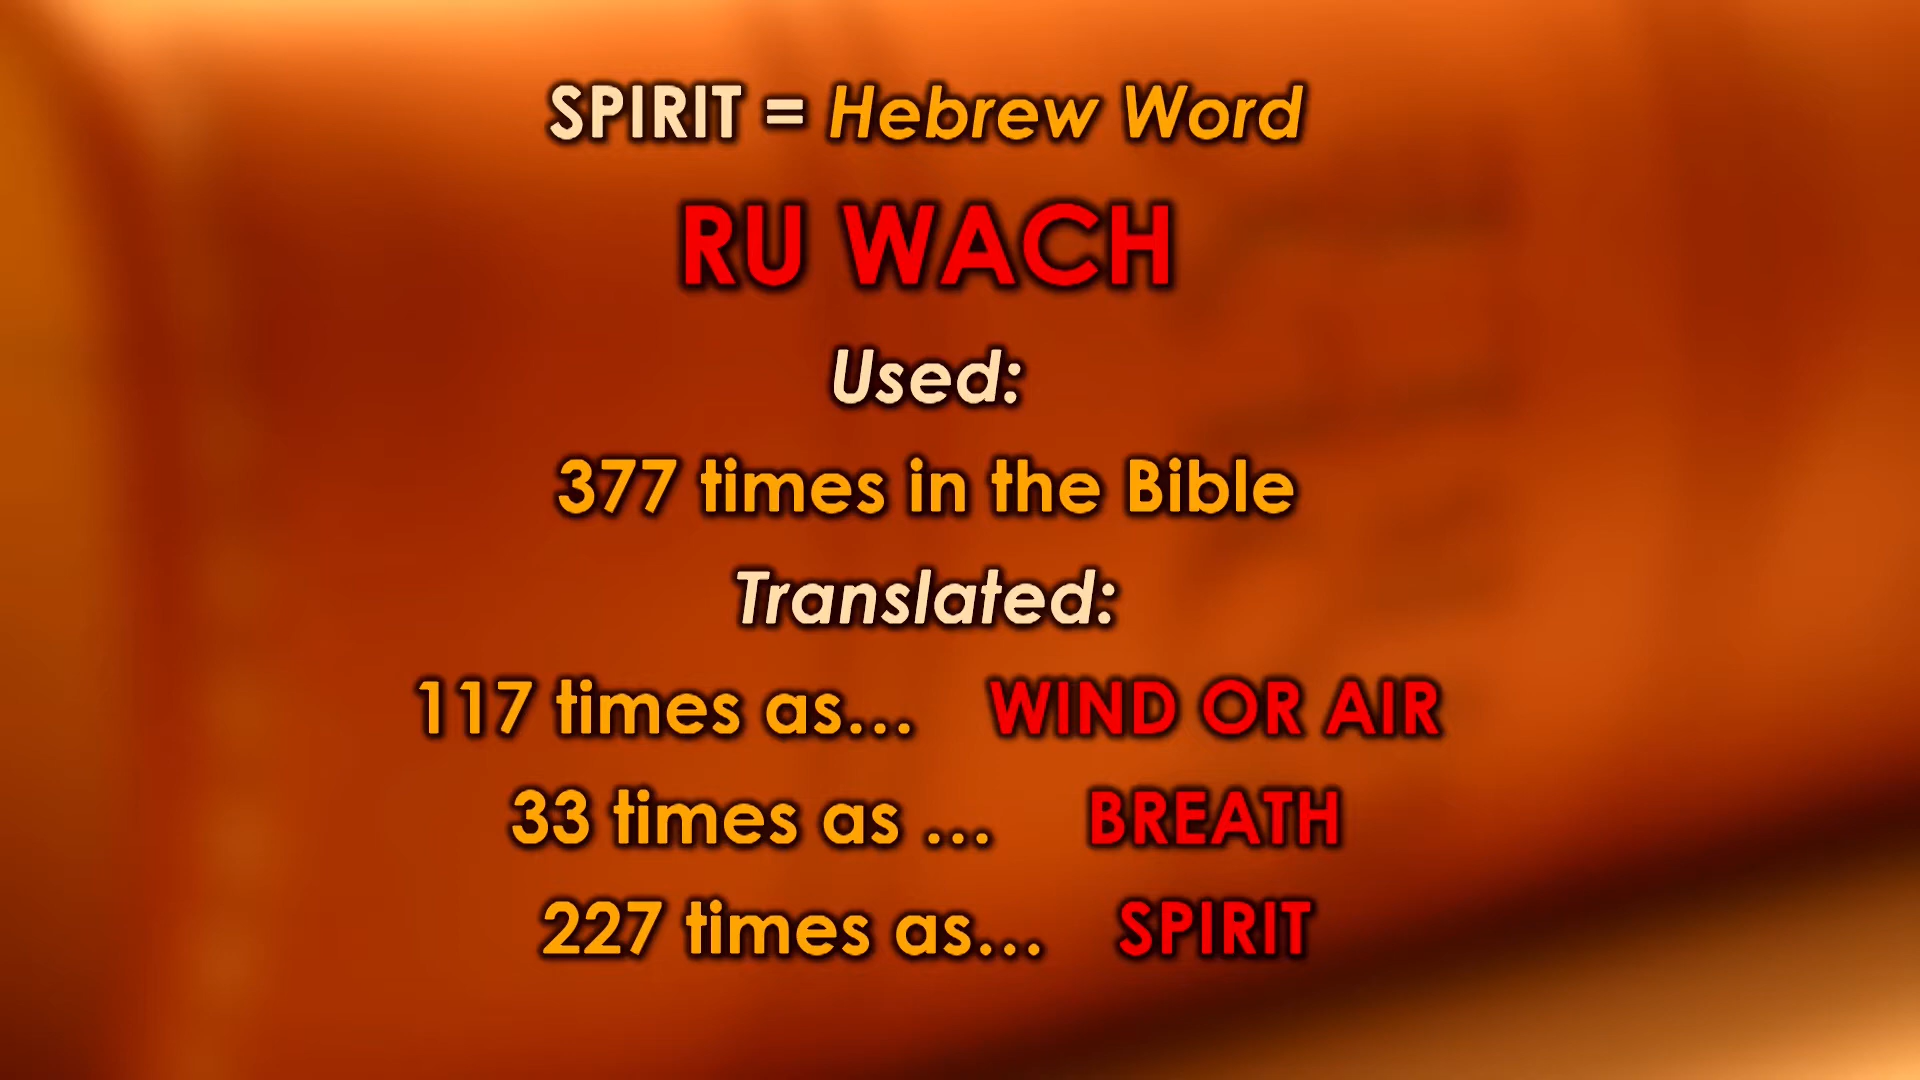 SPIRIT = Hebrew Word
RU WACH
Used:
377 times in the Bible
Translated:
117 times as... WIND OR AIR
33 times as ... BREATH
227 times as... SPIRIT